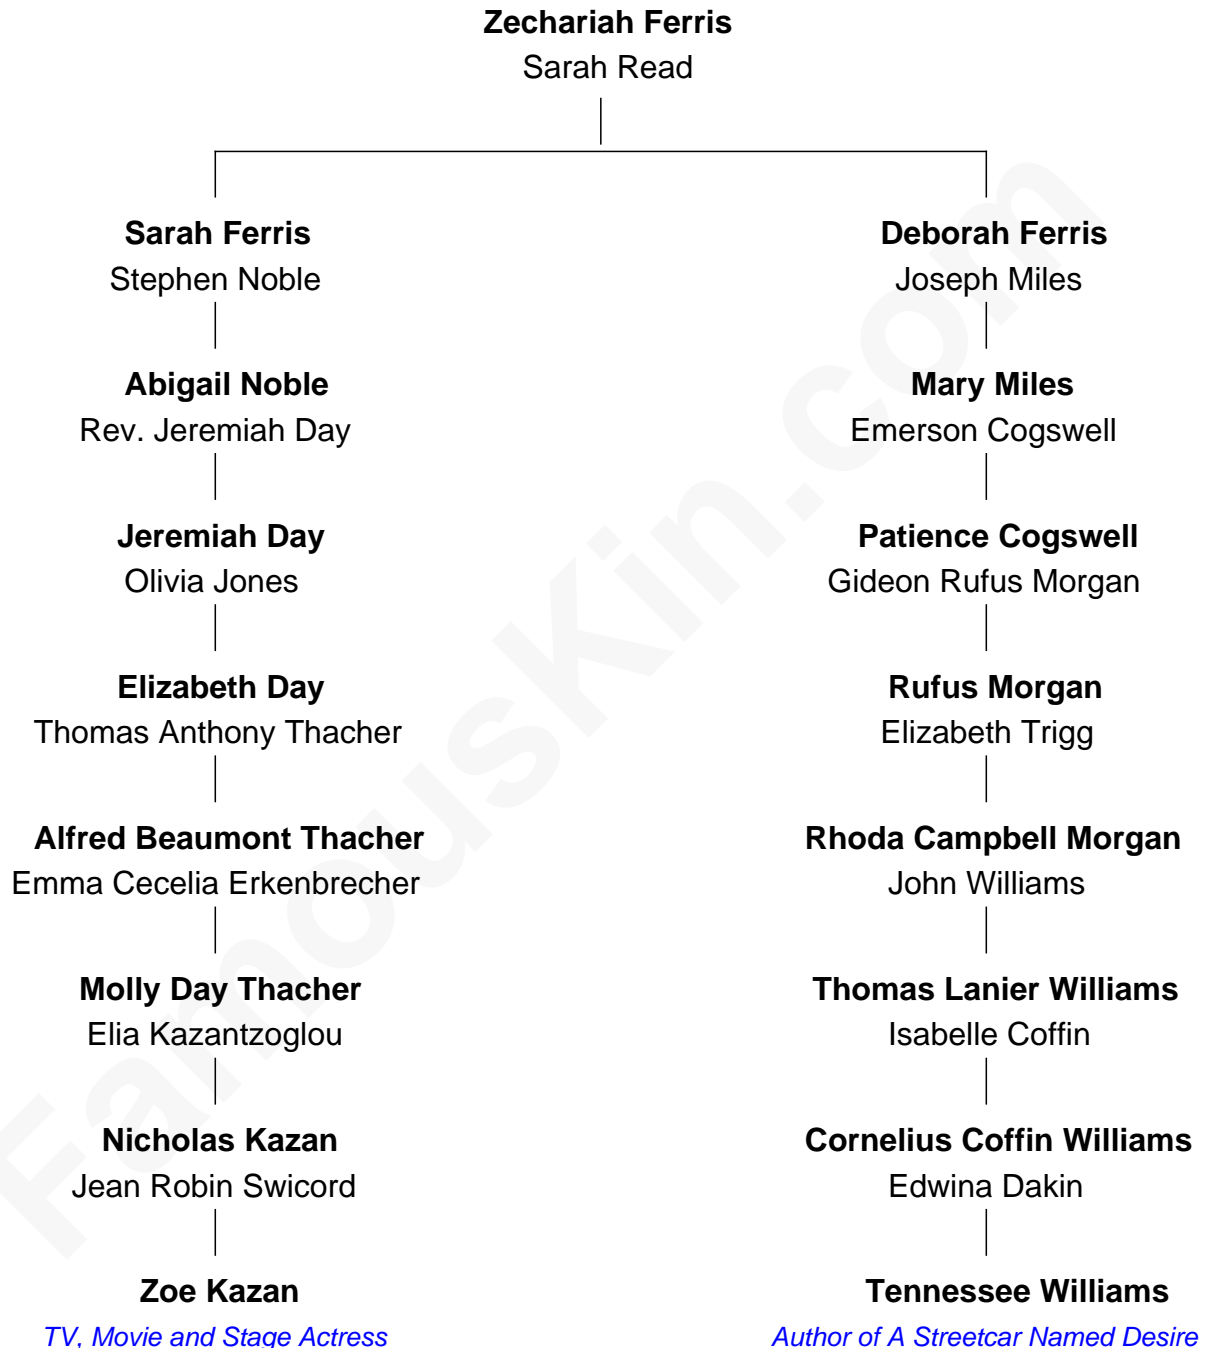 Zechariah Ferris
Sarah Read
Sarah Ferris
Stephen Noble
Deborah Ferris
Joseph Miles
Abigail Noble
Rev. Jeremiah Day
Mary Miles
Emerson Cogswell
Jeremiah Day
Olivia Jones
Patience Cogswell
Gideon Rufus Morgan
Elizabeth Day
Thomas Anthony Thacher
Rufus Morgan
Elizabeth Trigg
Alfred Beaumont Thacher
Emma Cecelia Erkenbrecher
Rhoda Campbell Morgan
John Williams
Molly Day Thacher
Elia Kazantzoglou
Thomas Lanier Williams
Isabelle Coffin
Nicholas Kazan
Jean Robin Swicord
Cornelius Coffin Williams
Edwina Dakin
Zoe Kazan
TV, Movie and Stage Actress
Tennessee Williams
Author of A Streetcar Named Desire
FamousKin.com